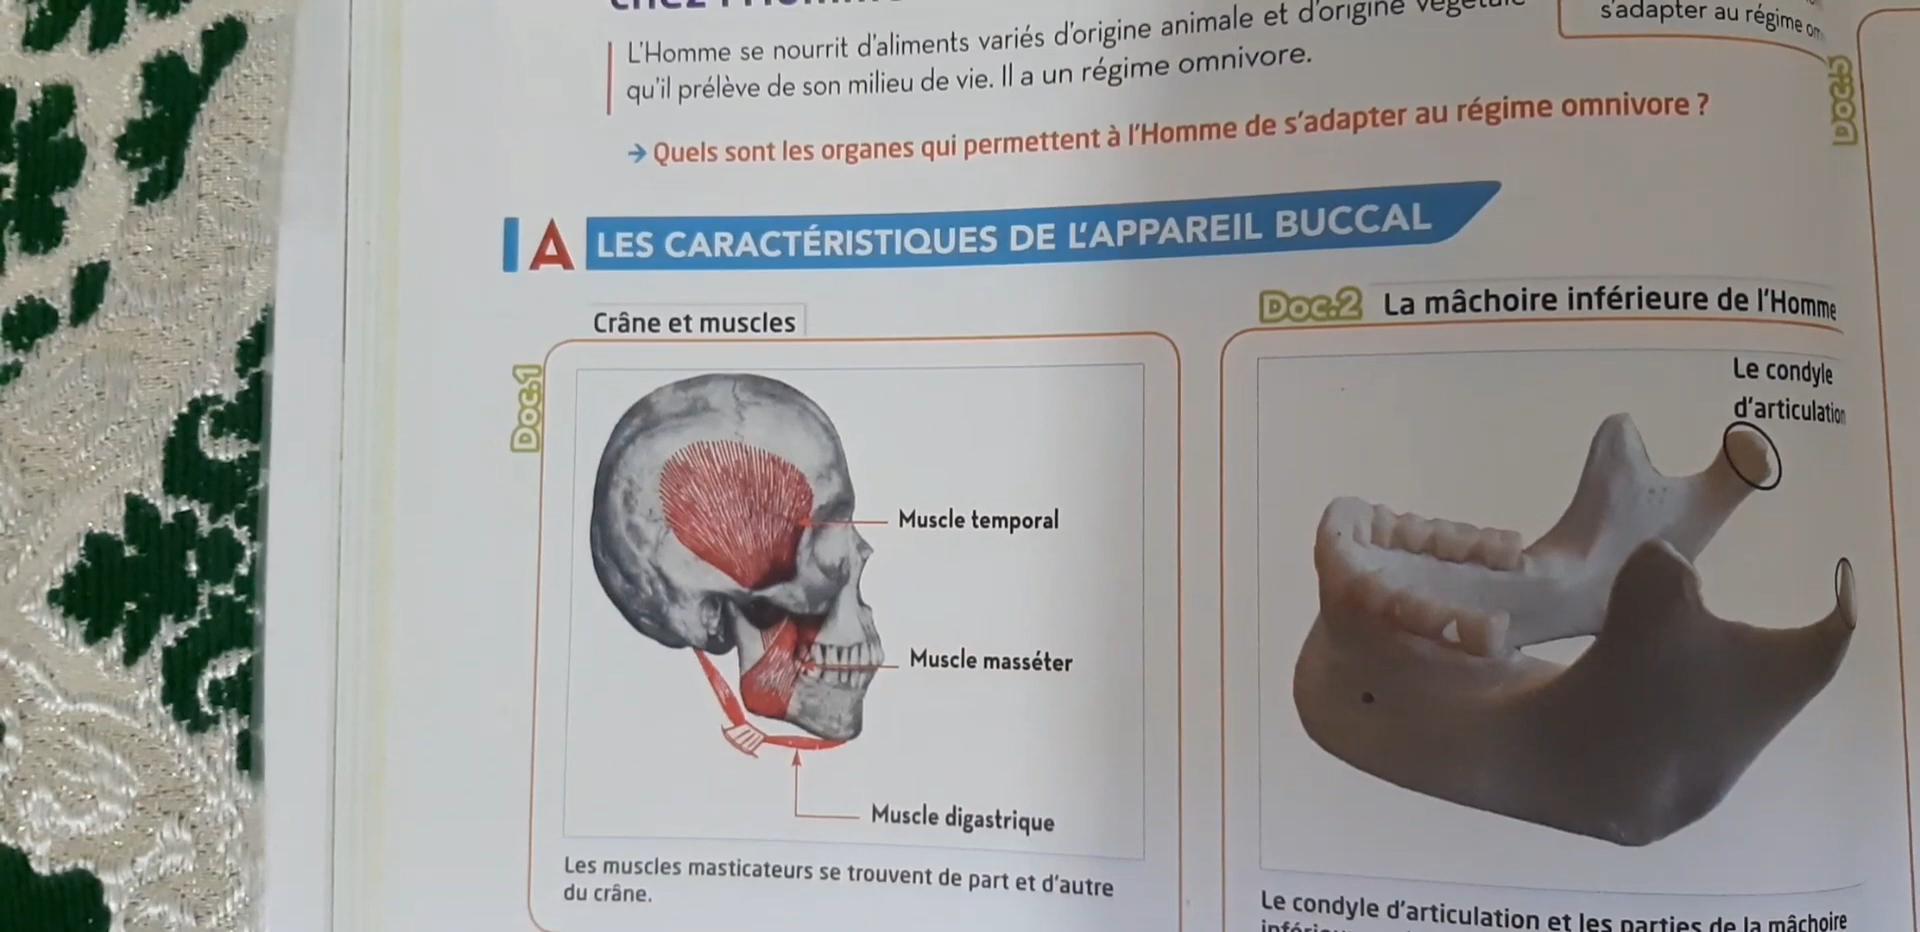 L'Homme se nourrit d'aliments variés d'origine animale et d'origine
qu'il prélève de son milieu de vie. Il a un régime omnivore.
→ Quels sont les organes qui permettent à l'Homme de s'adapter au régime omnivore ?
s'adapter au régime
Doc.3
A LES CARACTÉRISTIQUES DE L'APPAREIL BUCCAL
Doc.1
Crâne et muscles
Muscle temporal
Muscle masséter
Muscle digastrique
Les muscles masticateurs se trouvent de part et d'autre
du crâne.
Doc.2 La mâchoire inférieure de l'Homme
Le condyle
d'articulation
Le condyle d'articulation et les parties de la mâchoire